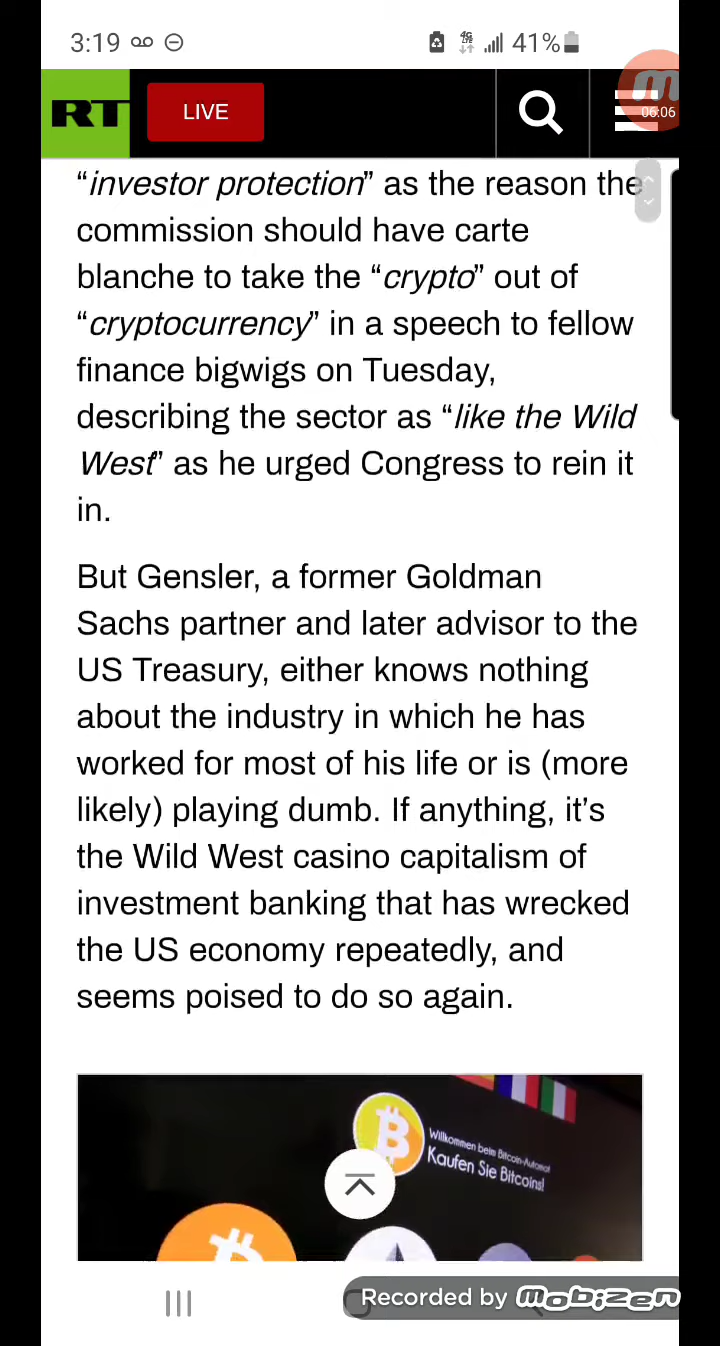 3:19 41%
RT LIVE
06:06
“investor protection” as the reason the
commission should have carte
blanche to take the “crypto” out of
“cryptocurrency” in a speech to fellow
finance bigwigs on Tuesday,
describing the sector as “like the Wild
West” as he urged Congress to rein it
in.
But Gensler, a former Goldman
Sachs partner and later advisor to the
US Treasury, either knows nothing
about the industry in which he has
worked for most of his life or is (more
likely) playing dumb. If anything, it’s
the Wild West casino capitalism of
investment banking that has wrecked
the US economy repeatedly, and
seems poised to do so again.
Willkommen beim Bitcoin-Automat
Kaufen Sie Bitcoins!
Recorded by mobizen